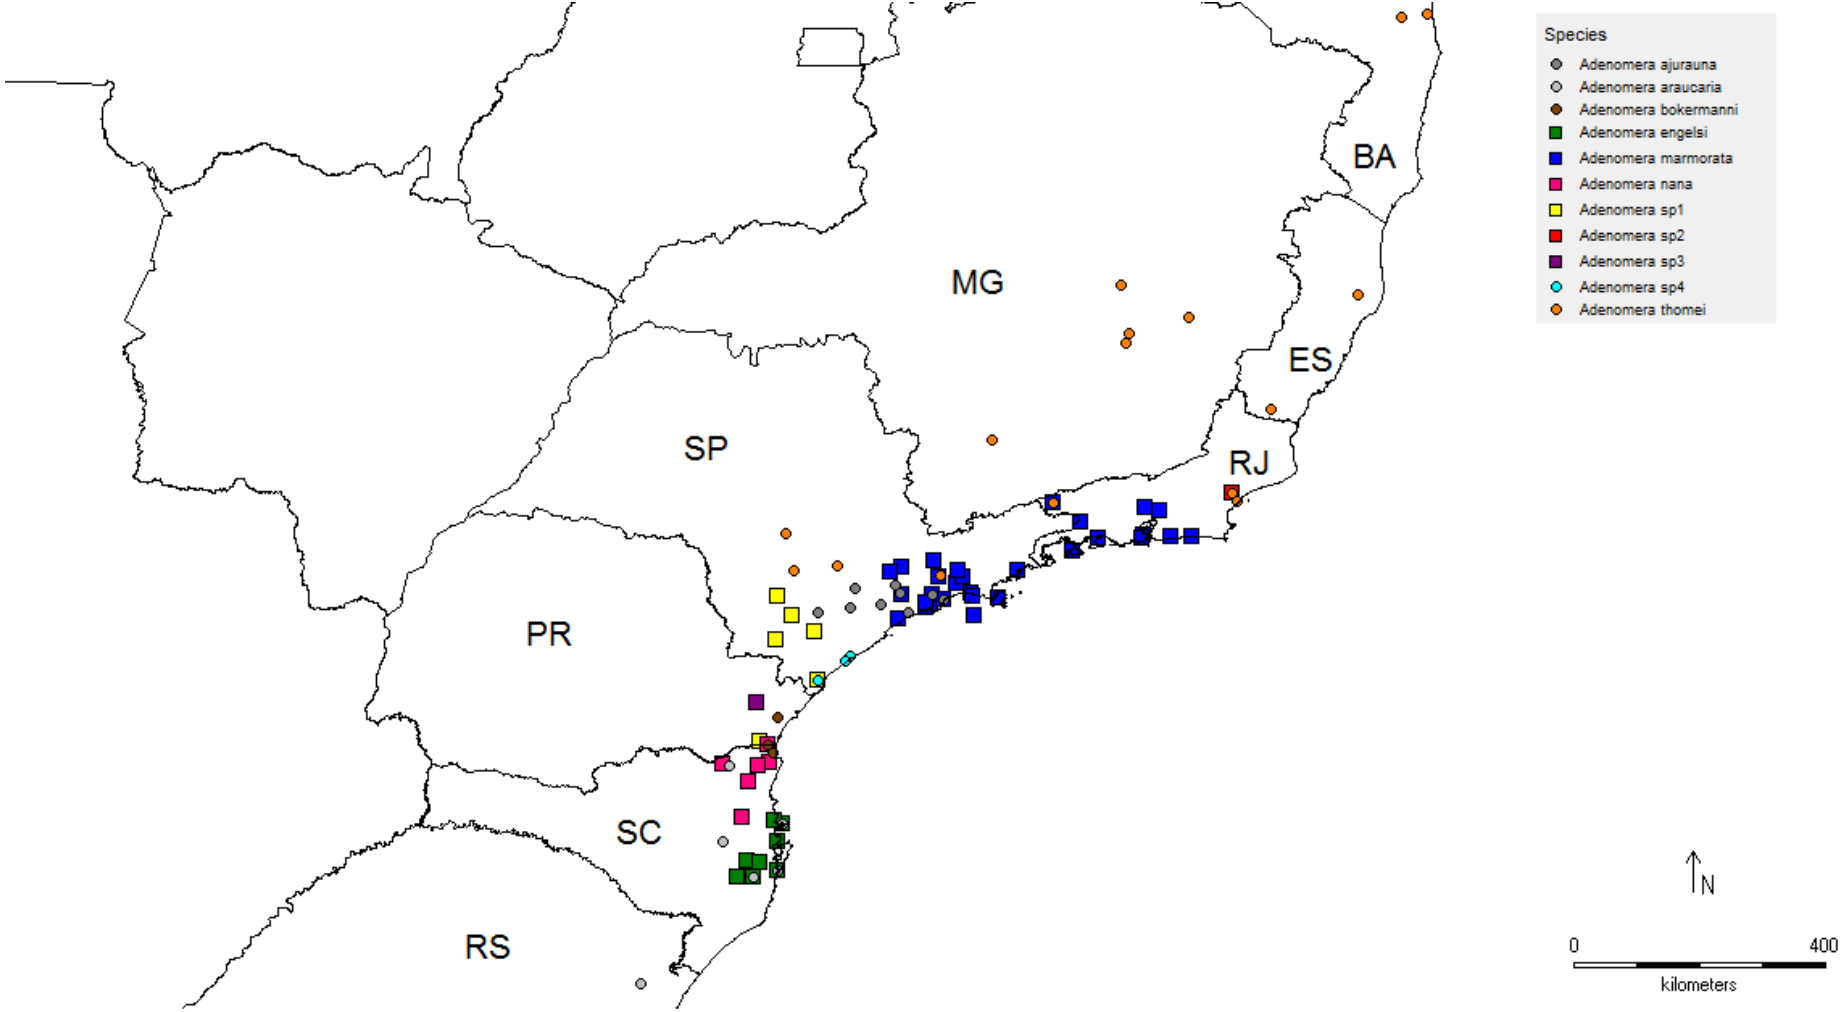 Species
Adenomera ajurauna
Adenomera araucaria
Adenomera bokermanni
Adenomera engelsi
Adenomera marmorata
Adenomera nana
Adenomera sp1
Adenomera sp2
Adenomera sp3
Adenomera sp4
Adenomera thomei
BA
MG
ES
SP
RJ
PR
SC
RS
N
0 400
kilometers